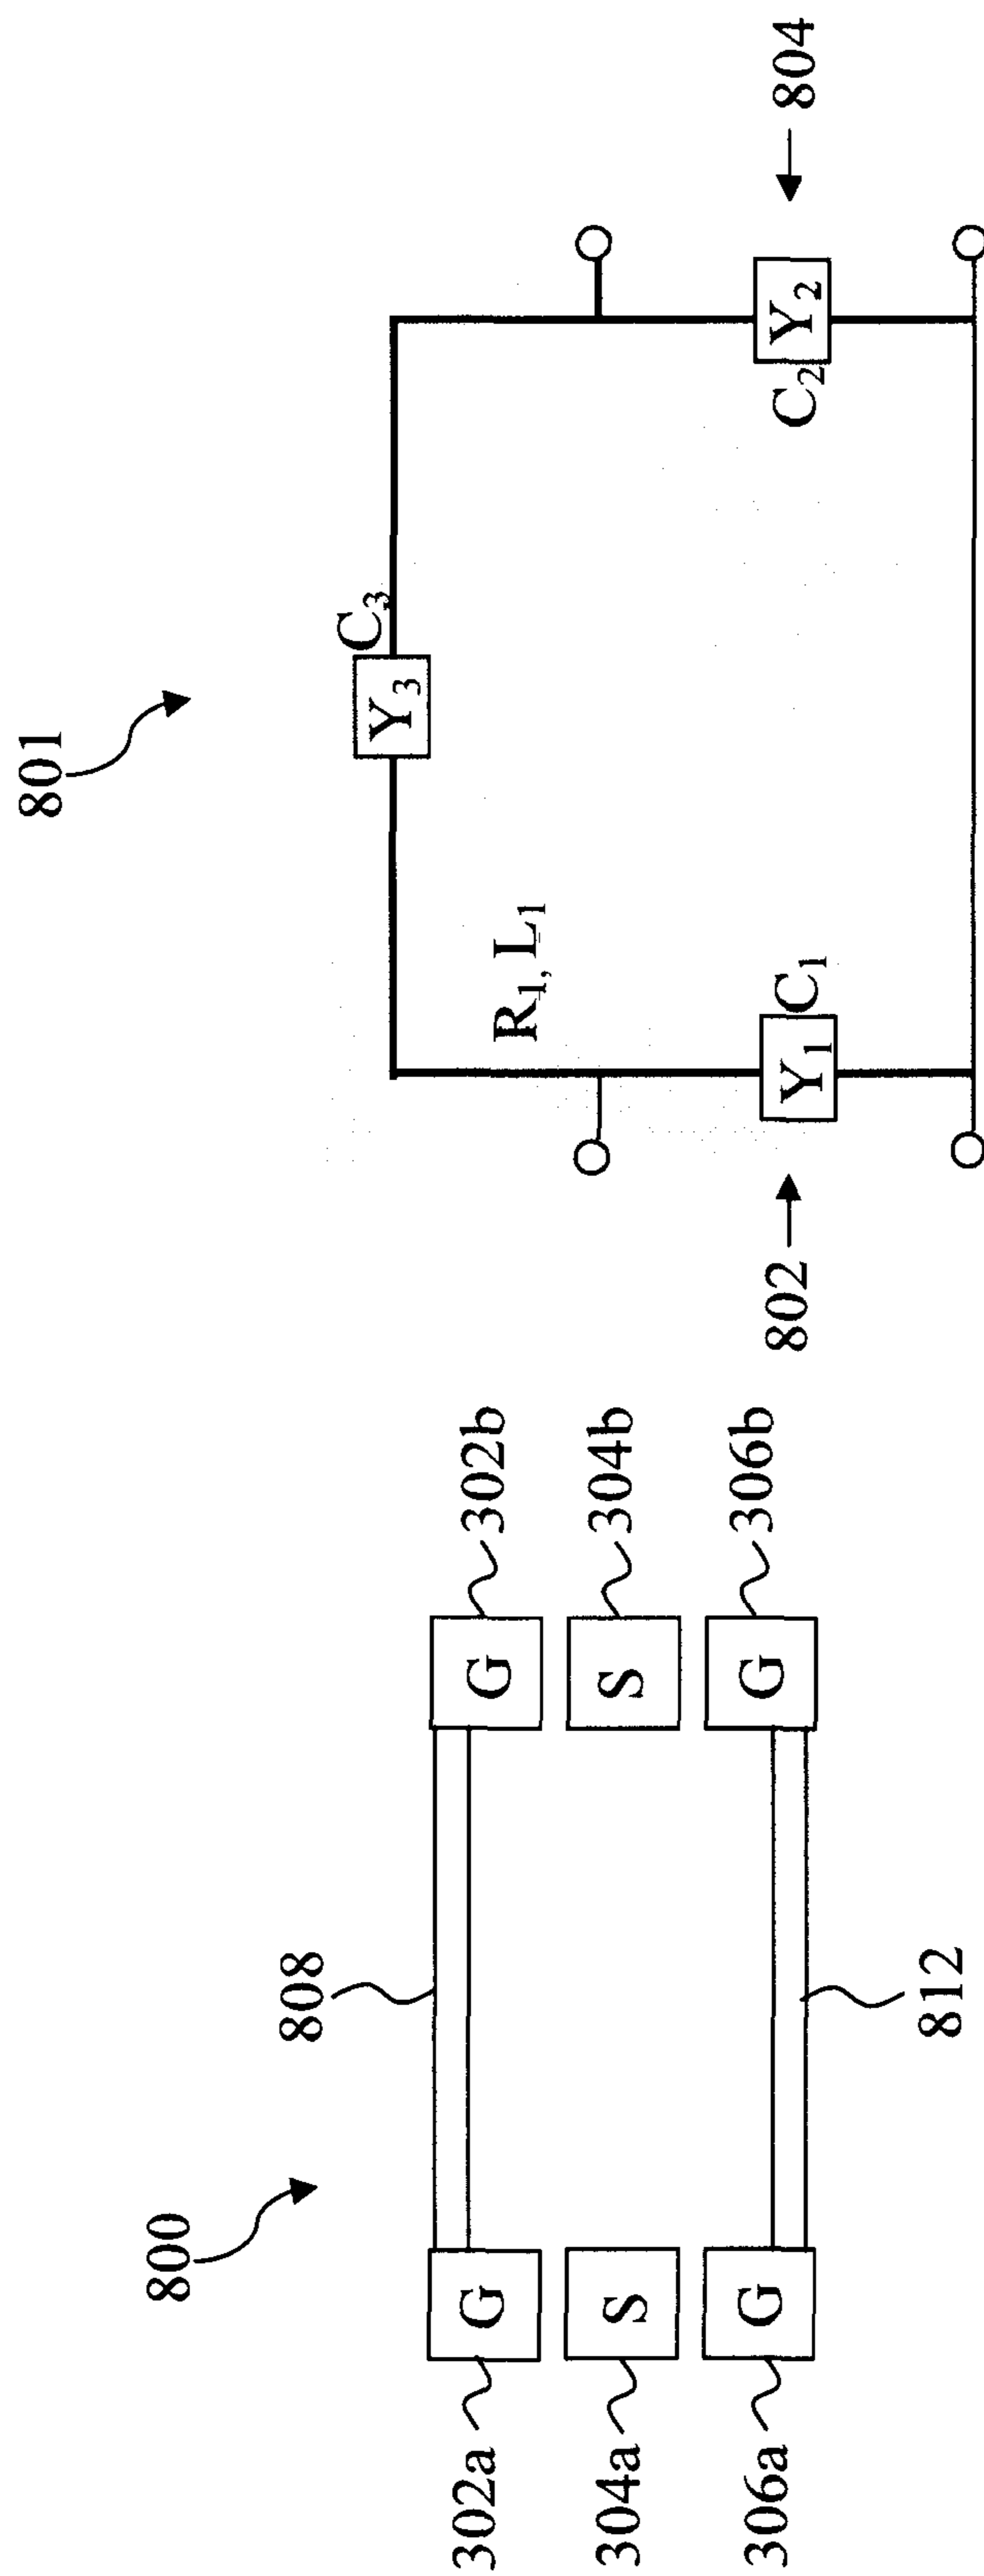 800
808
302a
G
G
302b
304a
S
S
304b
306a
G
G
306b
812
801
Y₃ C₃
R₁, L₁
802
Y₁ C₁
C₂ Y₂
804